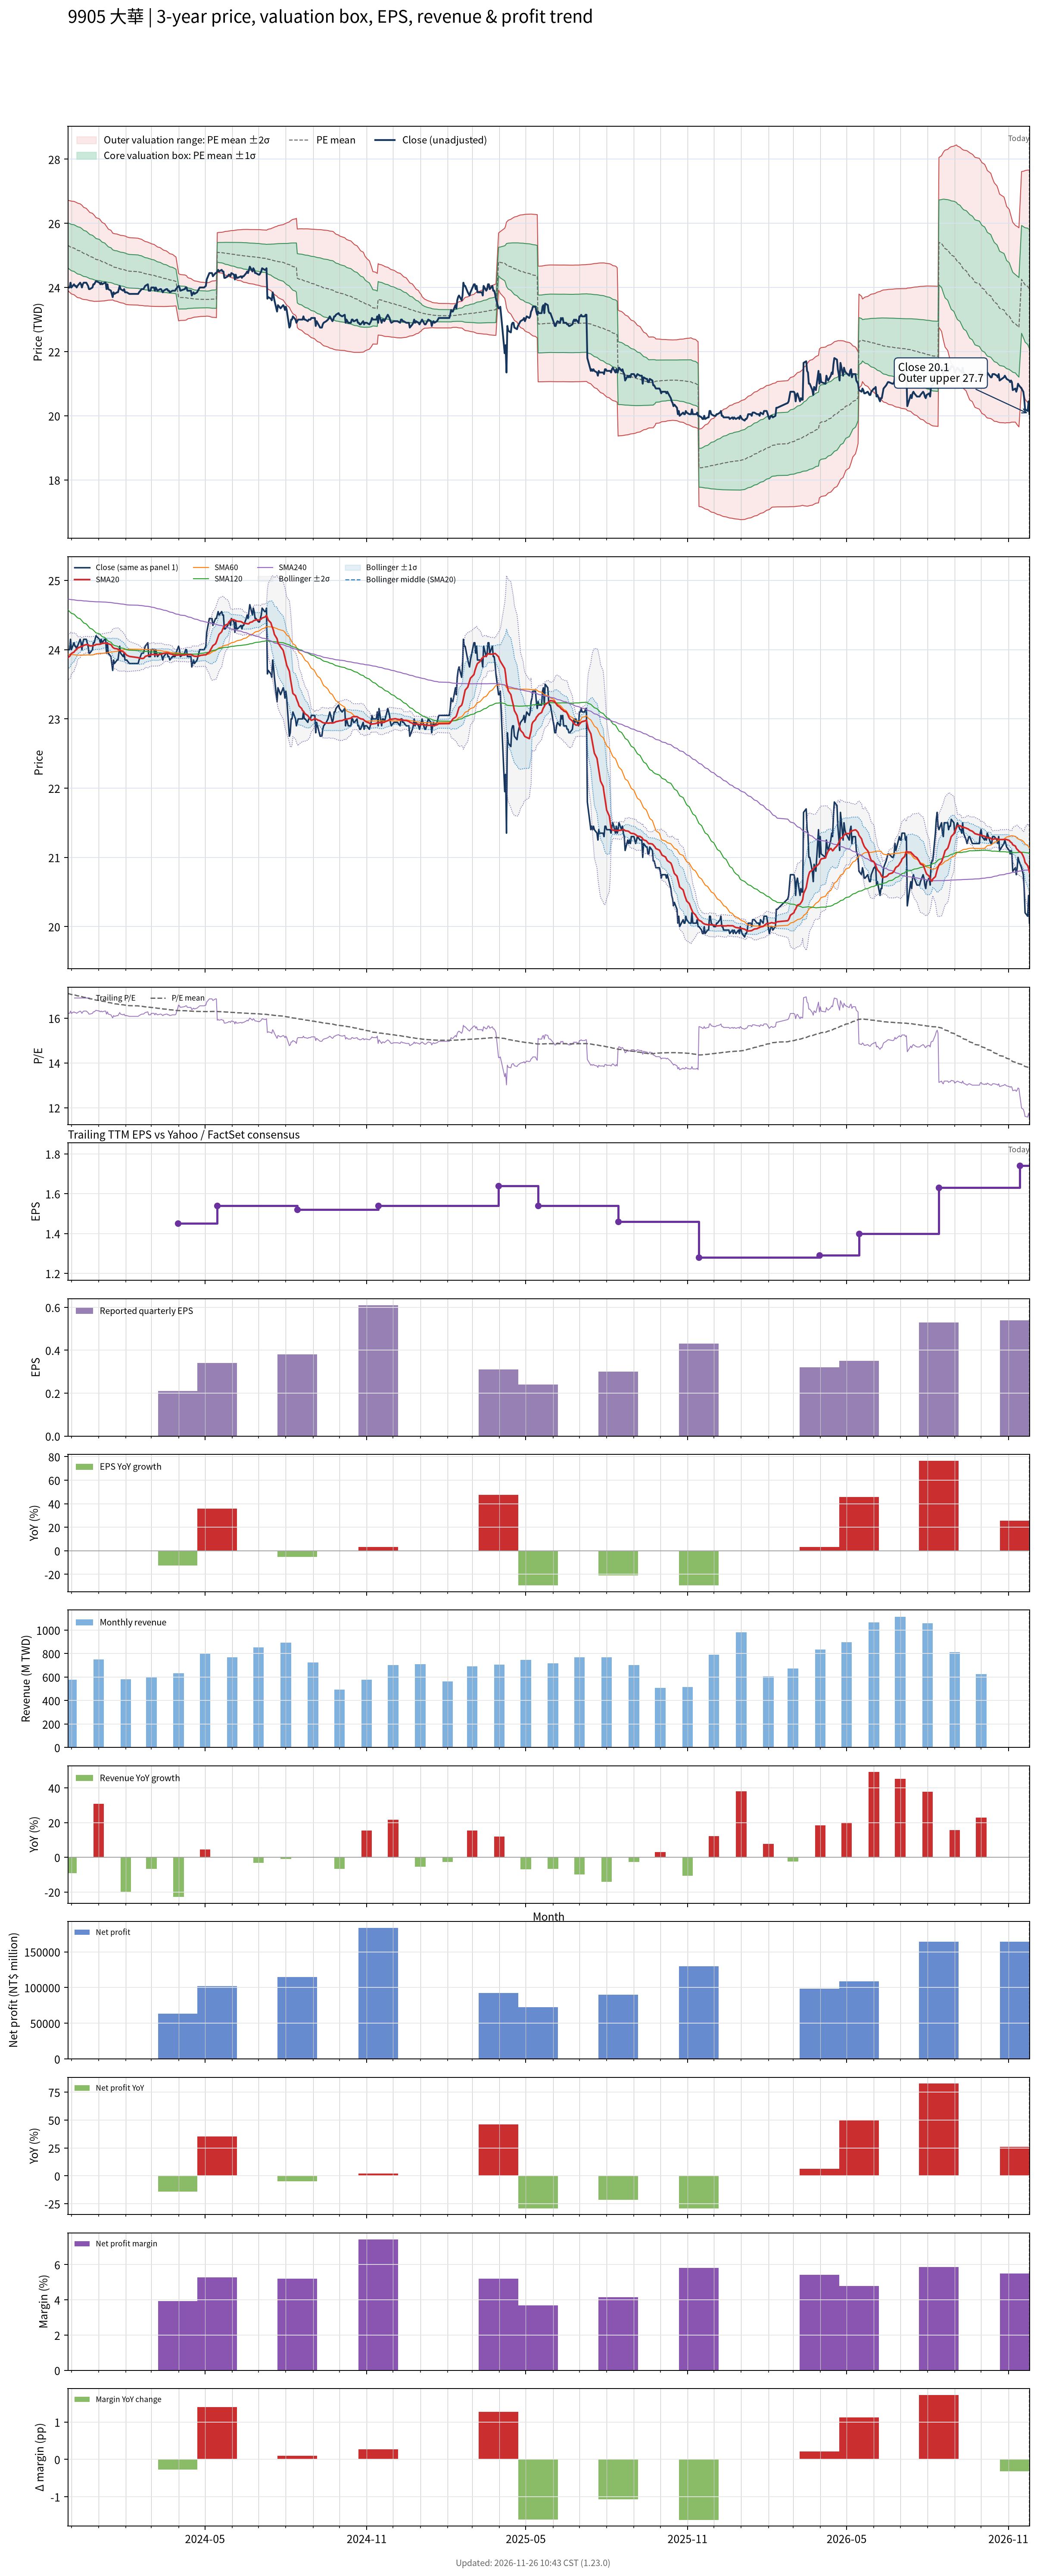 9905 大華 | 3-year price, valuation box, EPS, revenue & profit trend
Outer valuation range: PE mean ±2σ
Core valuation box: PE mean ±1σ
PE mean
Close (unadjusted)
Today
28
26
24
22
20
18
Price (TWD)
Close 20.1
Outer upper 27.7
Close (same as panel 1)
SMA20
SMA60
SMA120
SMA240
Bollinger ±2σ
Bollinger ±1σ
Bollinger middle (SMA20)
25
24
23
22
21
20
Price
Trailing P/E
P/E mean
16
14
12
P/E
Trailing TTM EPS vs Yahoo / FactSet consensus
Today
1.8
1.6
1.4
1.2
EPS
Reported quarterly EPS
0.6
0.4
0.2
0.0
EPS
EPS YoY growth
80
60
40
20
0
-20
YoY (%)
Monthly revenue
1000
800
600
400
200
0
Revenue (M TWD)
Revenue YoY growth
40
20
0
-20
YoY (%)
Month
Net profit
150000
100000
50000
0
Net profit (NT$ million)
Net profit YoY
75
50
25
0
-25
YoY (%)
Net profit margin
6
4
2
0
Margin (%)
Margin YoY change
1
0
-1
Δ margin (pp)
2024-05
2024-11
2025-05
2025-11
2026-05
2026-11
Updated: 2026-11-26 10:43 CST (1.23.0)